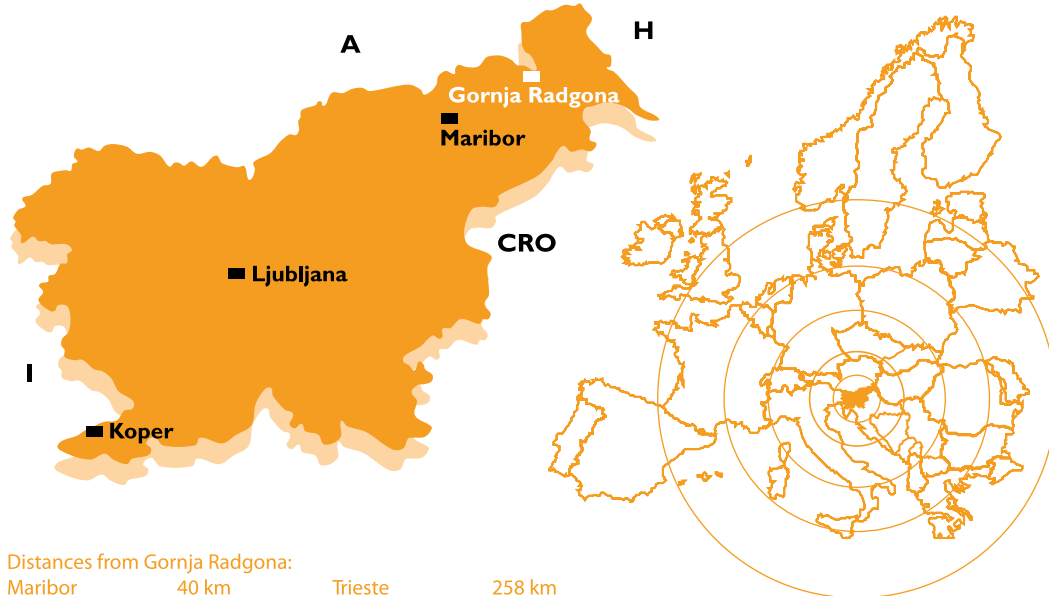 A
H
Gornja Radgona
Maribor
CRO
Ljubljana
I
Koper
Distances from Gornja Radgona:
Maribor 40 km Trieste 258 km